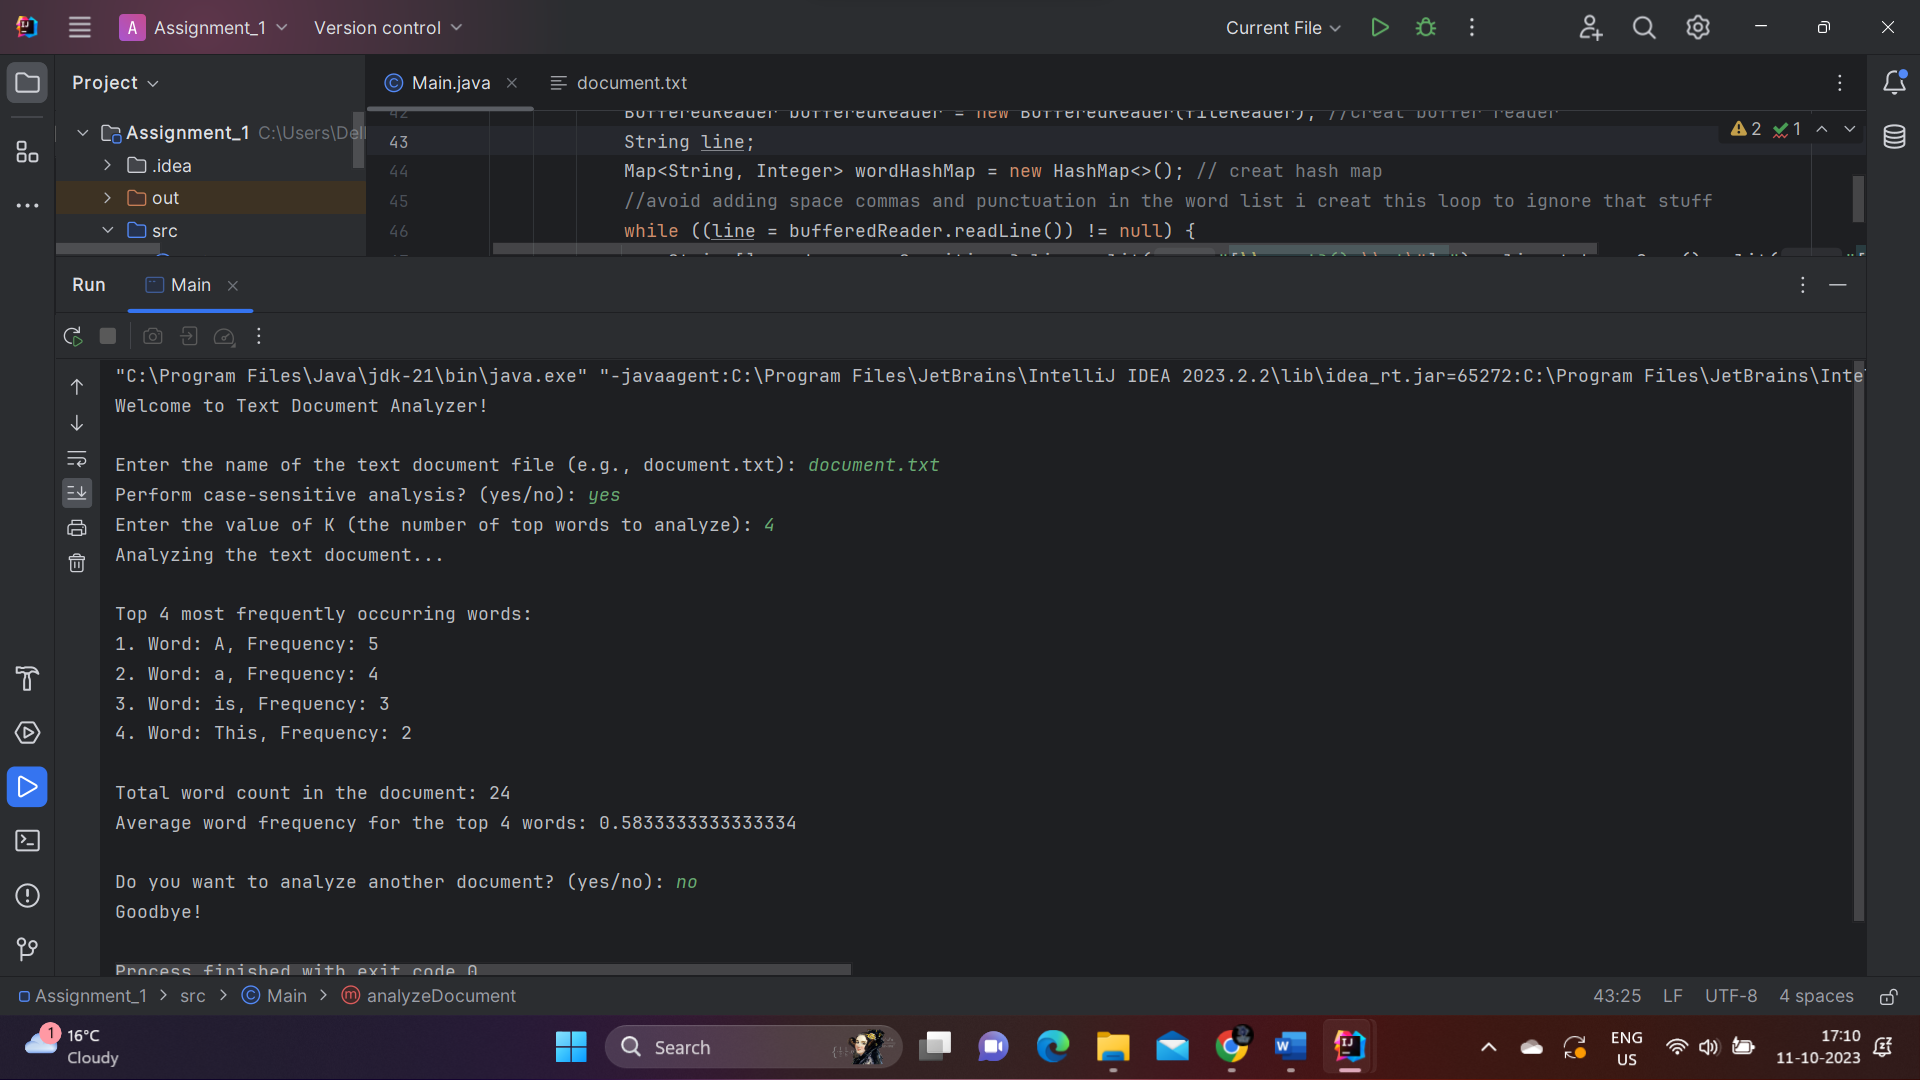 A Assignment_1 Version control Current File
Project Main.java document.txt
Assignment_1 C:\Users\Dell
.idea
out
src
42 BufferedReader bufferedReader = new BufferedReader(fileReader); //creat buffer reader
43 String line;
44 Map<String, Integer> wordHashMap = new HashMap<>(); // creat hash map
45 //avoid adding space commas and punctuation in the word list i creat this loop to ignore that stuff
46 while ((line = bufferedReader.readLine()) != null) {
2 1
Run Main
"C:\Program Files\Java\jdk-21\bin\java.exe" "-javaagent:C:\Program Files\JetBrains\IntelliJ IDEA 2023.2.2\lib\idea_rt.jar=65272:C:\Program Files\JetBrains\Inte
Welcome to Text Document Analyzer!
Enter the name of the text document file (e.g., document.txt): document.txt
Perform case-sensitive analysis? (yes/no): yes
Enter the value of K (the number of top words to analyze): 4
Analyzing the text document...
Top 4 most frequently occurring words:
1. Word: A, Frequency: 5
2. Word: a, Frequency: 4
3. Word: is, Frequency: 3
4. Word: This, Frequency: 2
Total word count in the document: 24
Average word frequency for the top 4 words: 0.5833333333333334
Do you want to analyze another document? (yes/no): no
Goodbye!
Process finished with exit code 0
Assignment_1 > src > Main > analyzeDocument 43:25 LF UTF-8 4 spaces
1 16°C
Cloudy
Search
ENG
US
17:10
11-10-2023